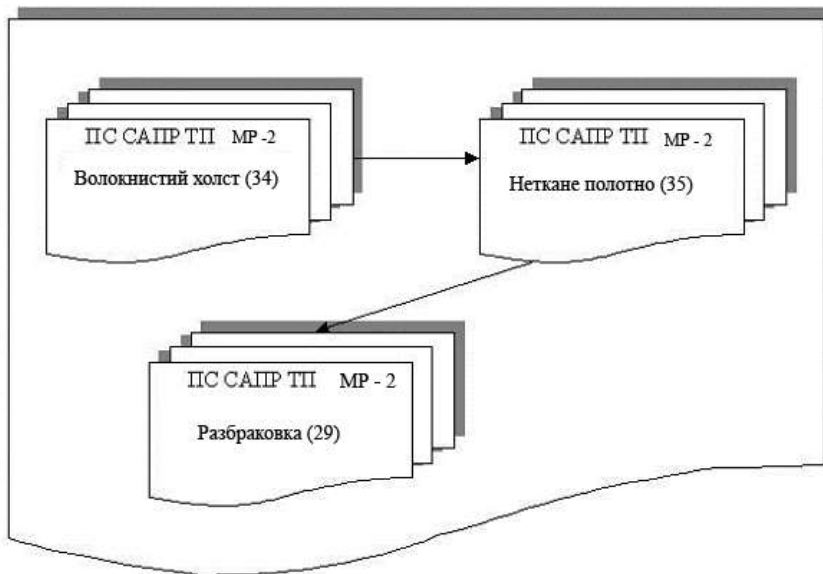 ПС САПР ТП МР -2
Волокнистий холст (34)
ПС САПР ТП МР - 2
Неткане полотно (35)
ПС САПР ТП МР - 2
Разбраковка (29)